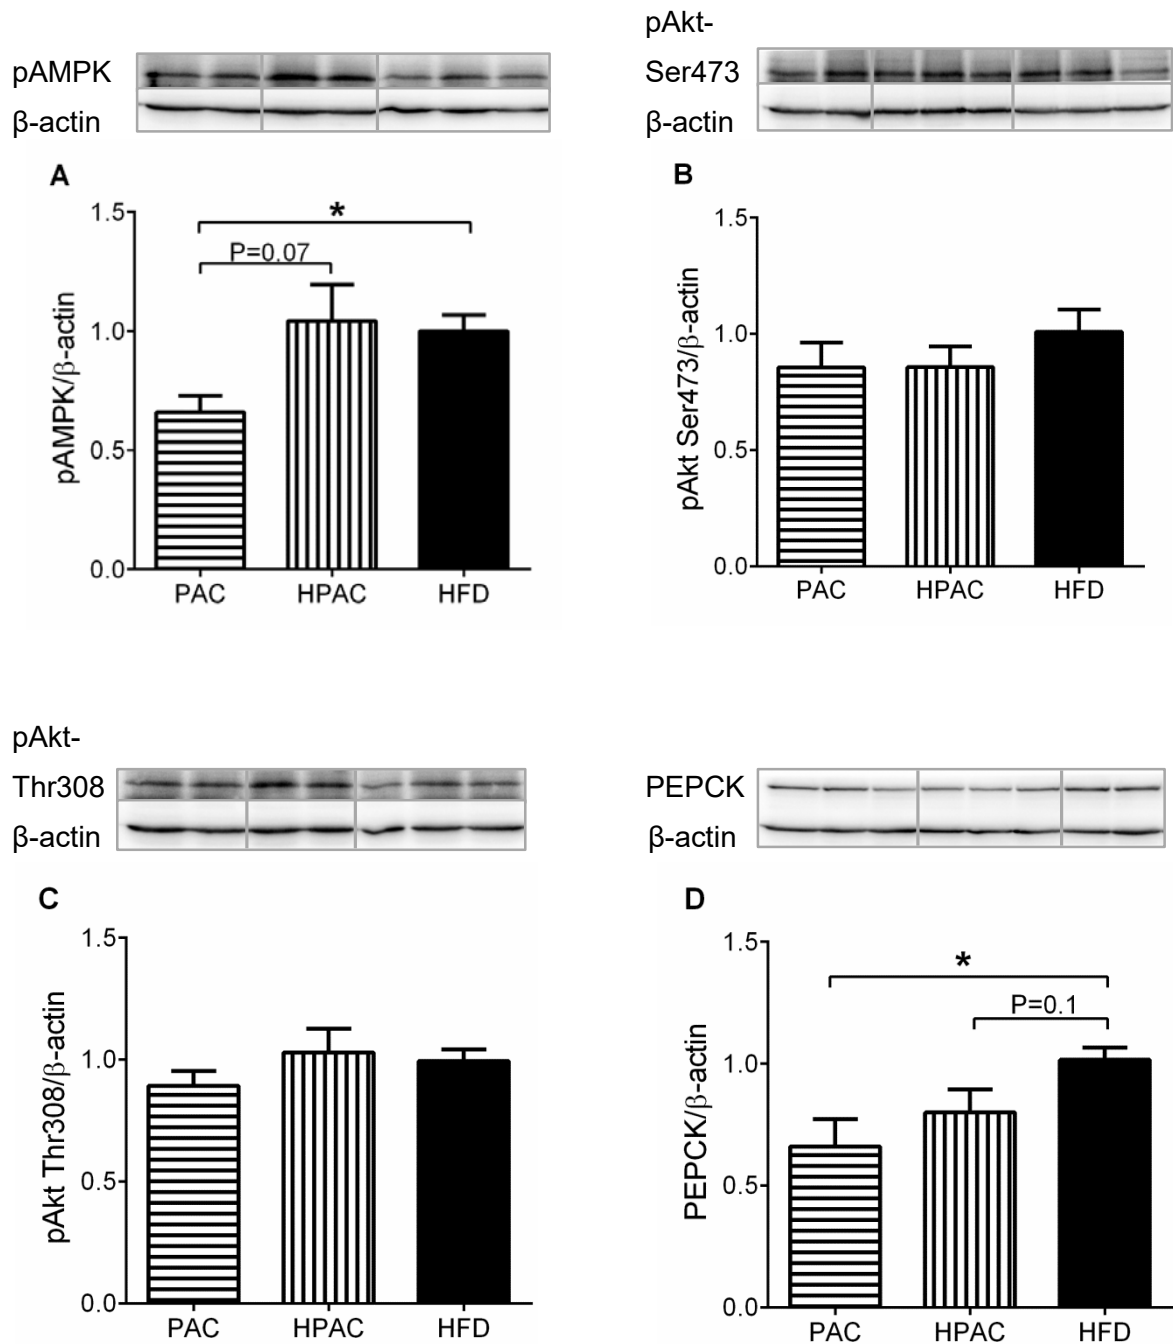 pAMPK
β-actin
pAkt-
Ser473
β-actin
A
1.5
1.0
0.5
0.0
pAMPK/β-actin
*
P=0.07
PAC HPAC HFD
B
1.5
1.0
0.5
0.0
pAkt Ser473/β-actin
PAC HPAC HFD
pAkt-
Thr308
β-actin
PEPCK
β-actin
C
1.5
1.0
0.5
0.0
pAkt Thr308/β-actin
PAC HPAC HFD
D
1.5
1.0
0.5
0.0
PEPCK/β-actin
*
P=0.1
PAC HPAC HFD